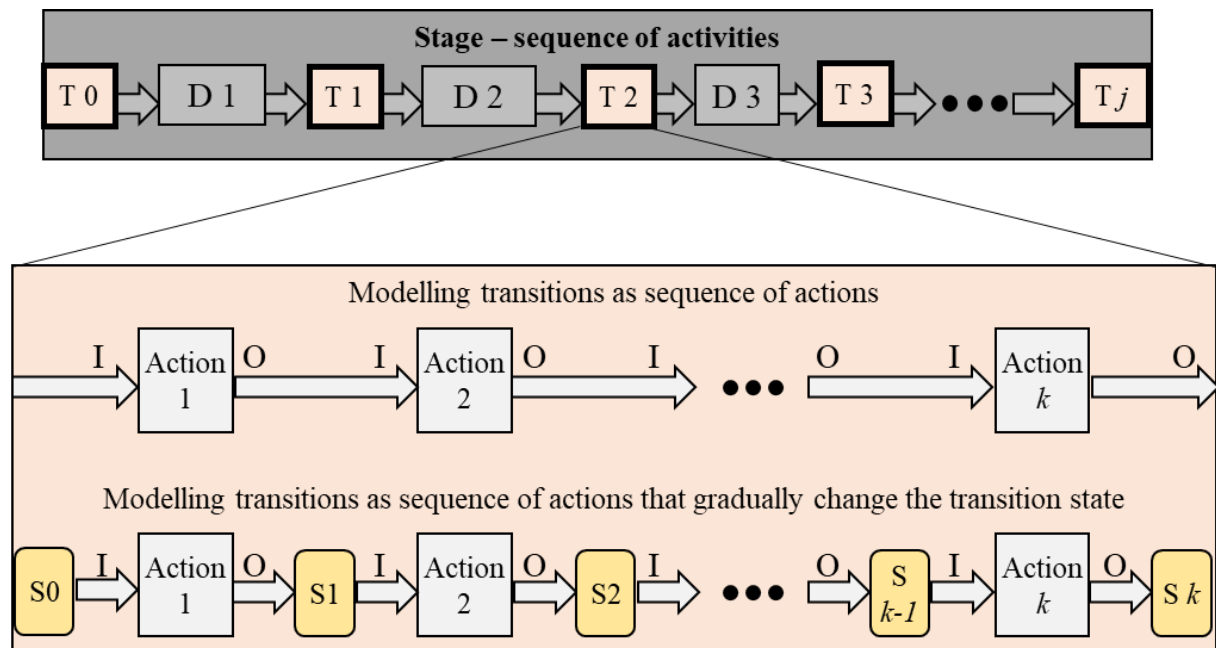 Stage – sequence of activities
T 0 D 1 T 1 D 2 T 2 D 3 T 3 T j
Modelling transitions as sequence of actions
I O I O I O I O
Action Action Action
1 2 k
Modelling transitions as sequence of actions that gradually change the transition state
I O I O I O I O
S0 Action S1 Action S2 S Action S k
1 2 k-1 k